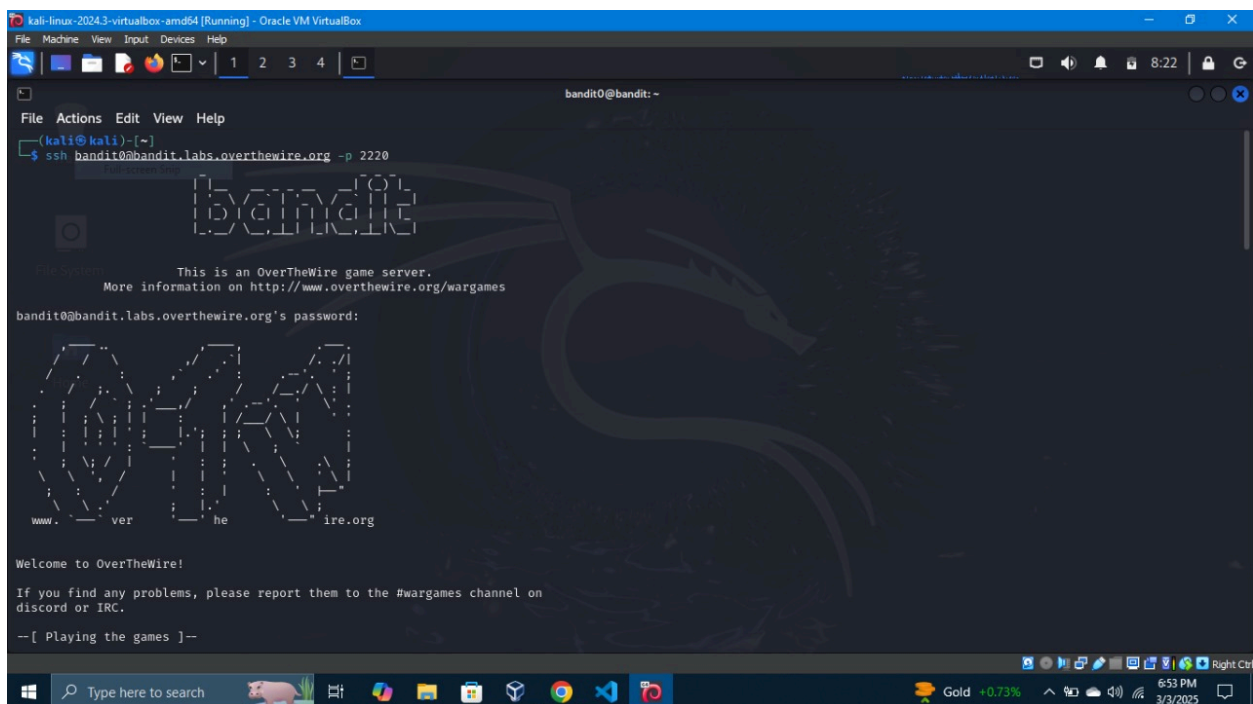 kali-linux-2024.3-virtualbox-amd64 [Running] - Oracle VM VirtualBox
File Machine View Input Devices Help
1 2 3 4
8:22
bandit0@bandit: ~
File Actions Edit View Help
(kali㉿kali)-[~]
$ ssh bandit0@bandit.labs.overthewire.org -p 2220
bandit
This is an OverTheWire game server.
More information on http://www.overthewire.org/wargames
bandit0@bandit.labs.overthewire.org's password:
www. ver he ire.org
Welcome to OverTheWire!
If you find any problems, please report them to the #wargames channel on
discord or IRC.
--[ Playing the games ]--
Right Ctrl
Type here to search
Gold +0.73%
6:53 PM
3/3/2025